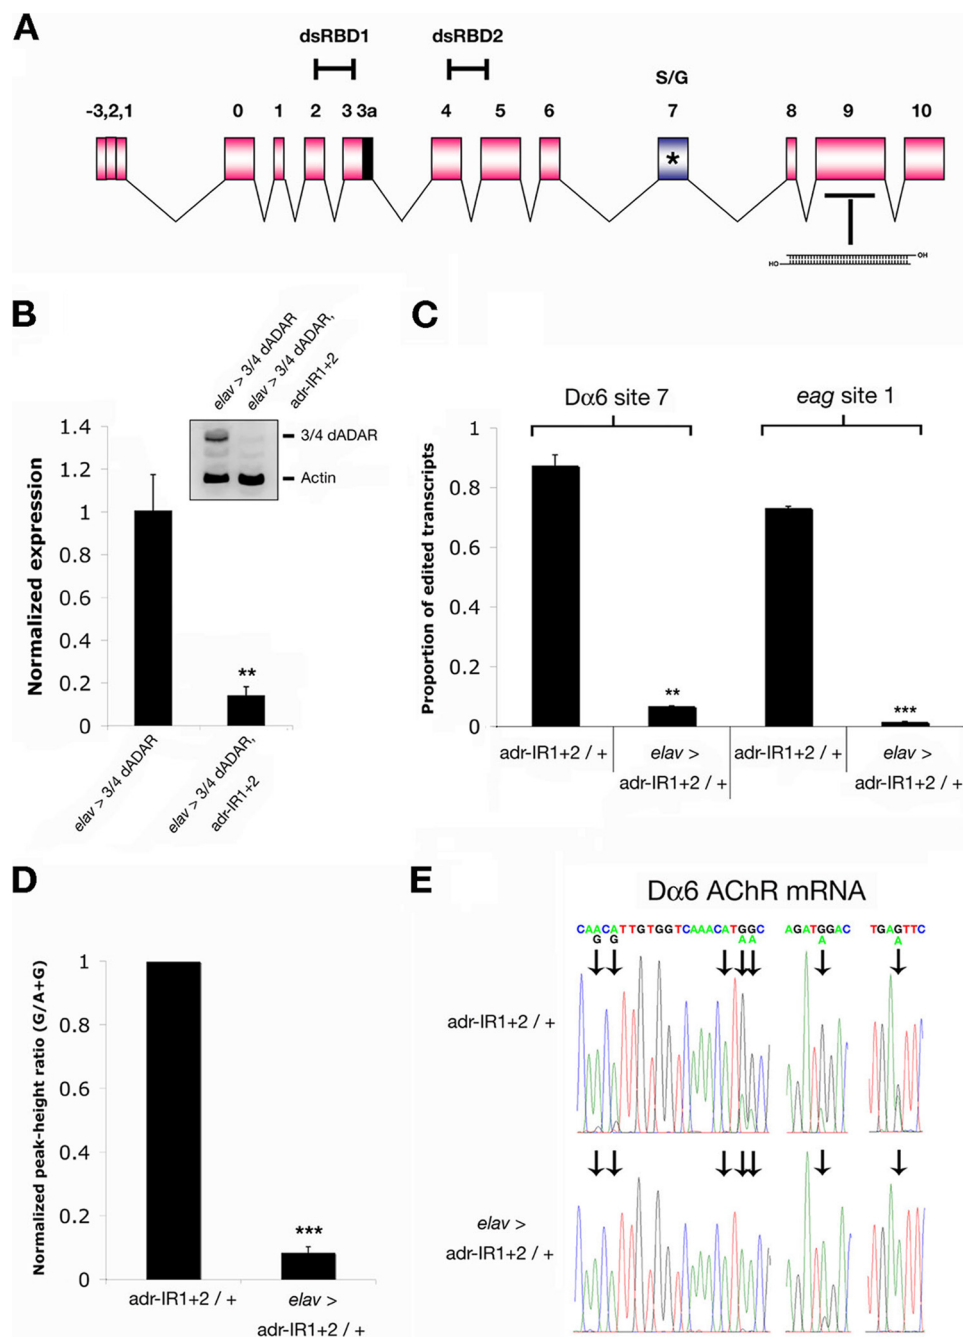 A
dsRBD1
dsRBD2
S/G
-3,2,1
0
1
2
3
3a
4
5
6
7
8
9
10
*
OH
HO
B
elav > 3/4 dADAR
elav > 3/4 dADAR,
adr-IR1+2
3/4 dADAR
Actin
Normalized expression
1.4
1.2
1
0.8
0.6
0.4
0.2
0
**
elav > 3/4 dADAR
elav > 3/4 dADAR,
adr-IR1+2
C
Dα6 site 7
eag site 1
Proportion of edited transcripts
1
0.8
0.6
0.4
0.2
0
**
***
adr-IR1+2 / +
elav >
adr-IR1+2 / +
adr-IR1+2 / +
elav >
adr-IR1+2 / +
D
Normalized peak-height ratio (G/A+G)
1
0.8
0.6
0.4
0.2
0
***
adr-IR1+2 / +
elav >
adr-IR1+2 / +
E
Dα6 AChR mRNA
CAACATTGTGGTCAAACATGGC AGATGGAC TGAGTTC
G G A A A A
adr-IR1+2 / +
elav >
adr-IR1+2 / +